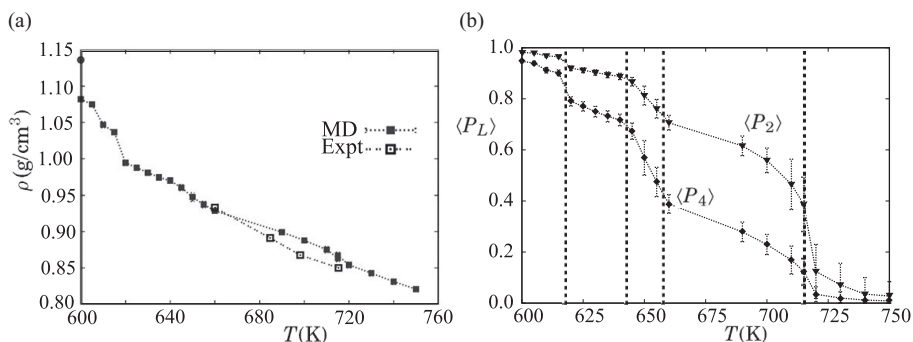 (a)
1.15
1.10
1.05
1.00
0.95
0.90
0.85
0.80
ρ (g/cm³)
MD
Expt
600
640
680
720
760
T(K)
(b)
1.0
0.8
0.6
0.4
0.2
0.0
⟨P_L⟩
⟨P_2⟩
⟨P_4⟩
600
625
650
675
700
725
750
T(K)